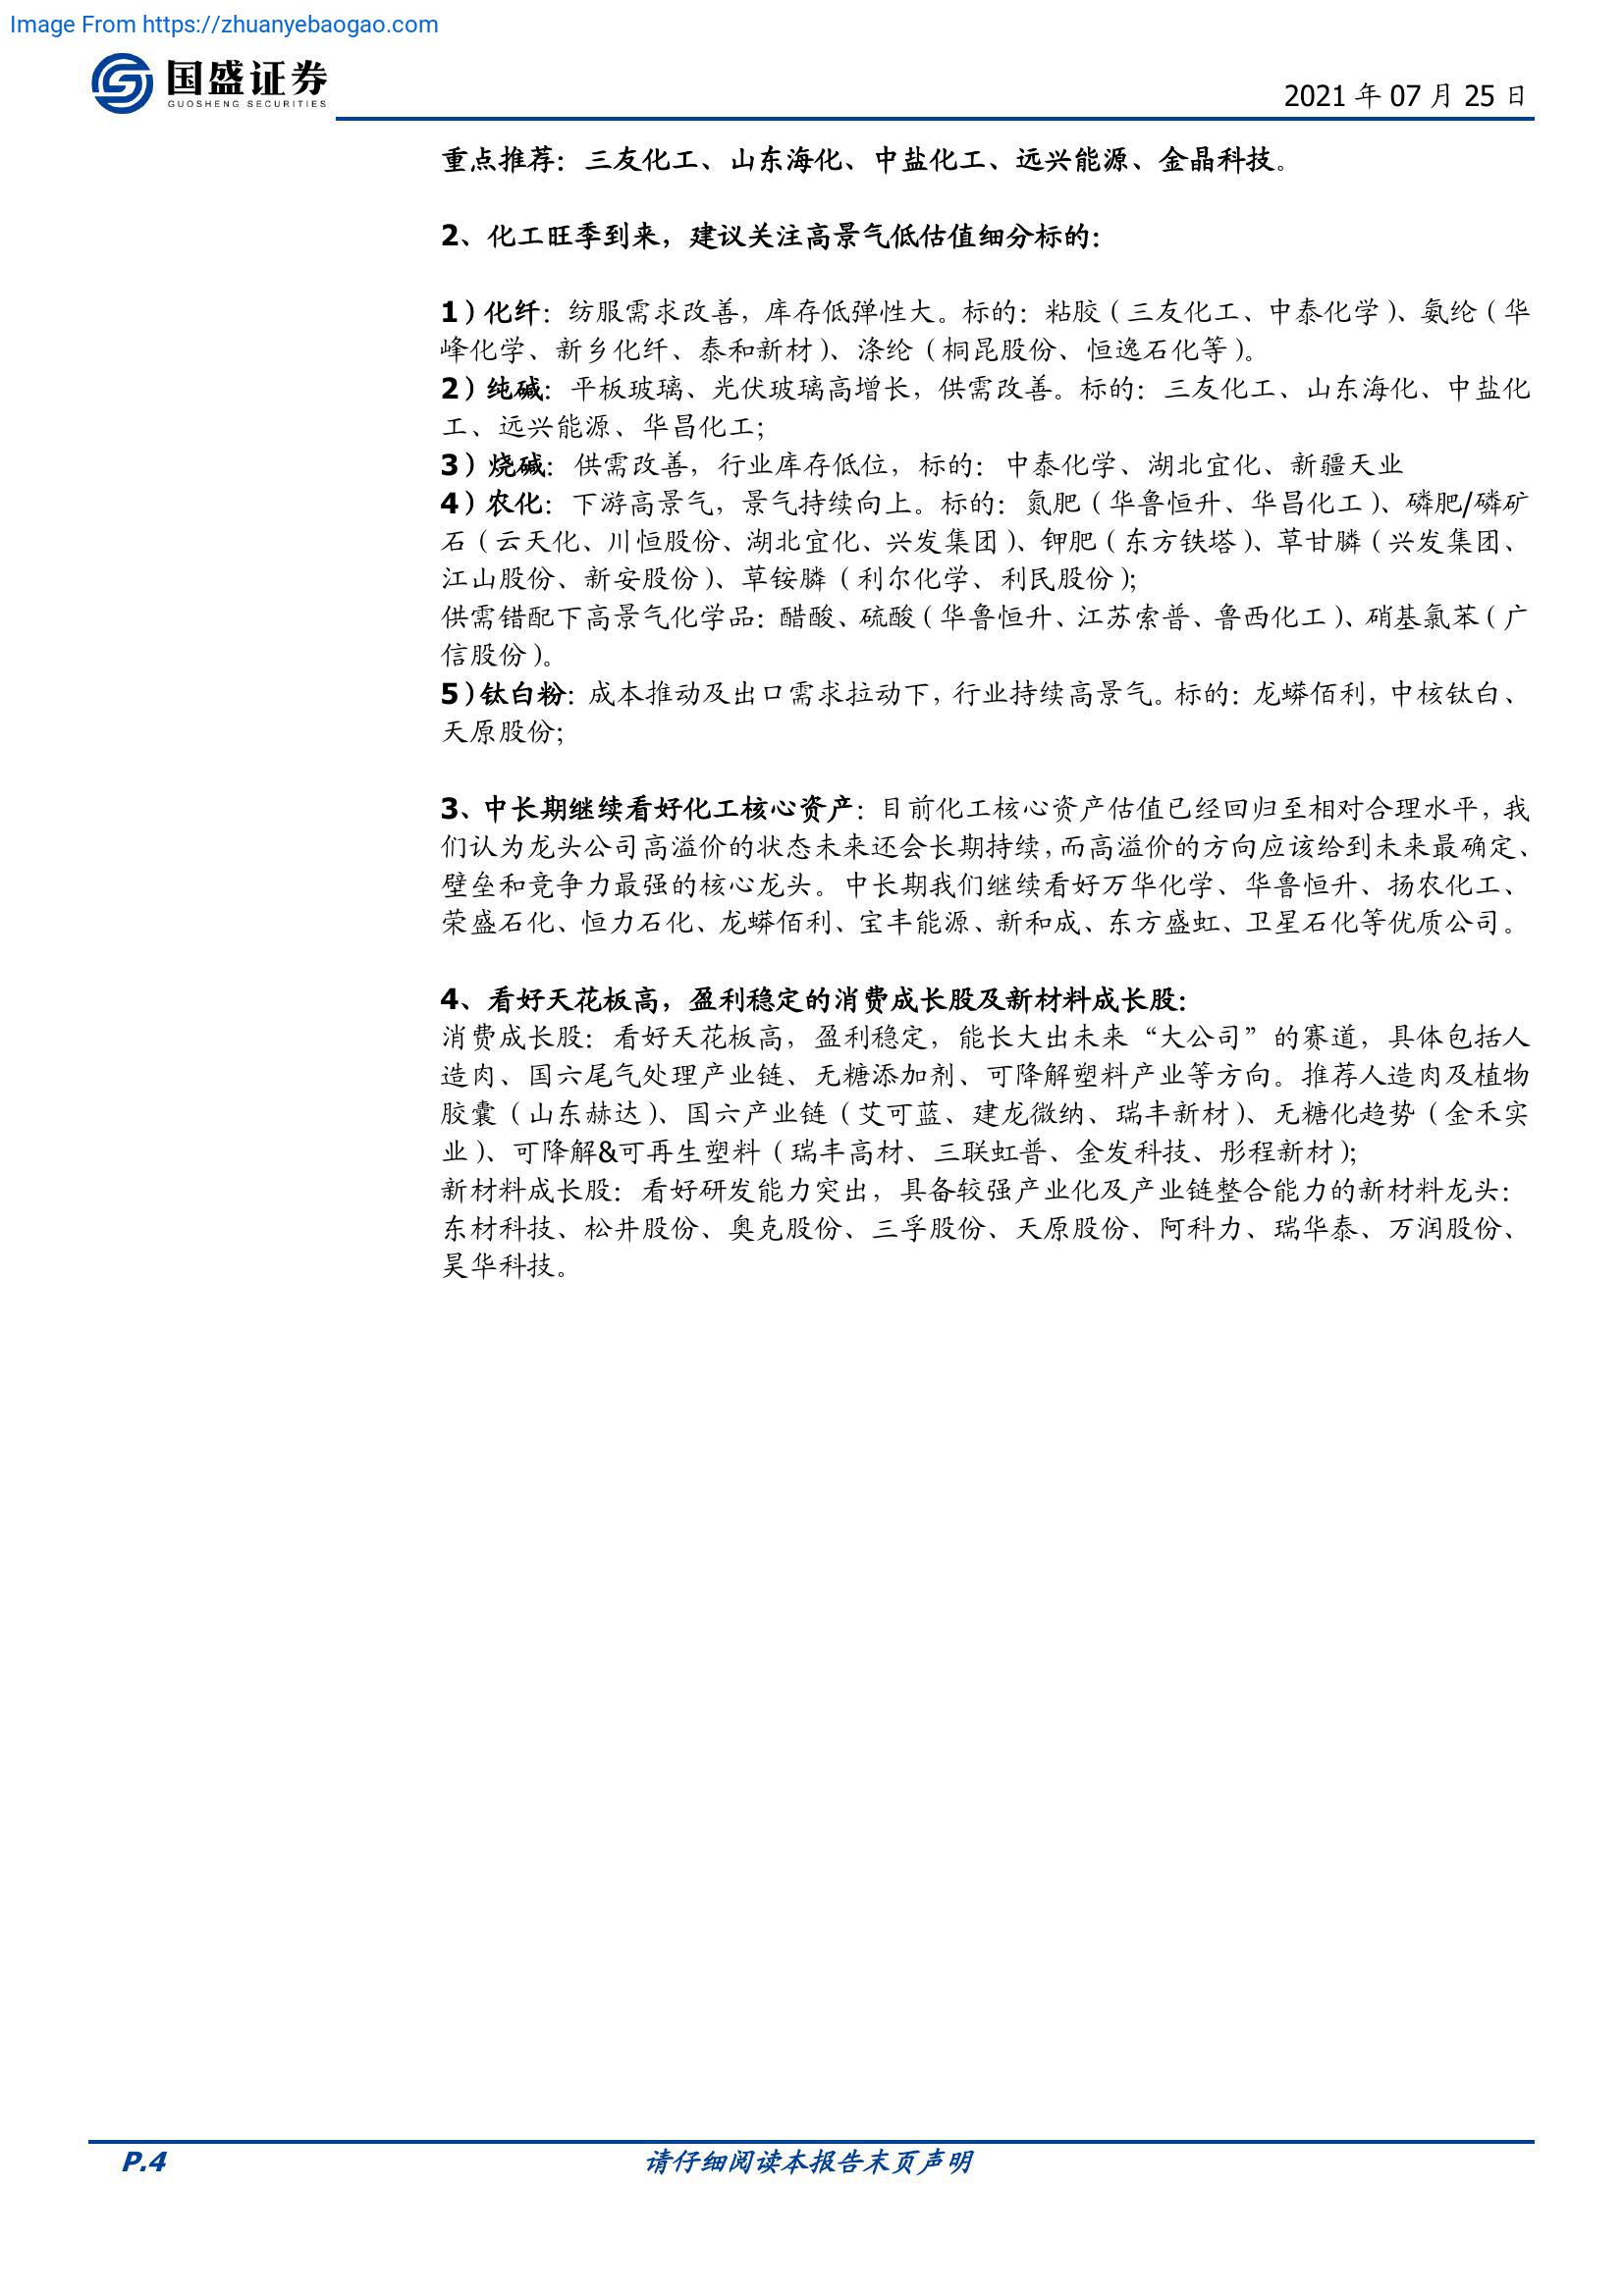 Image From https://zhuanyebaogao.com
国盛证券
GUOSHENG SECURITIES
2021 年 07 月 25 日
重点推荐：三友化工、山东海化、中盐化工、远兴能源、金晶科技。
2、化工旺季到来，建议关注高景气低估值细分标的：
1）化纤：纺服需求改善，库存低弹性大。标的：粘胶（三友化工、中泰化学）、氨纶（华
峰化学、新乡化纤、泰和新材）、涤纶（桐昆股份、恒逸石化等）。
2）纯碱：平板玻璃、光伏玻璃高增长，供需改善。标的：三友化工、山东海化、中盐化
工、远兴能源、华昌化工；
3）烧碱：供需改善，行业库存低位，标的：中泰化学、湖北宜化、新疆天业
4）农化：下游高景气，景气持续向上。标的：氮肥（华鲁恒升、华昌化工）、磷肥/磷矿
石（云天化、川恒股份、湖北宜化、兴发集团）、钾肥（东方铁塔）、草甘膦（兴发集团、
江山股份、新安股份）、草铵膦（利尔化学、利民股份）；
供需错配下高景气化学品：醋酸、硫酸（华鲁恒升、江苏索普、鲁西化工）、硝基氯苯（广
信股份）。
5）钛白粉：成本推动及出口需求拉动下，行业持续高景气。标的：龙蟒佰利，中核钛白、
天原股份；
3、中长期继续看好化工核心资产：目前化工核心资产估值已经回归至相对合理水平，我
们认为龙头公司高溢价的状态未来还会长期持续，而高溢价的方向应该给到未来最确定、
壁垒和竞争力最强的核心龙头。中长期我们继续看好万华化学、华鲁恒升、扬农化工、
荣盛石化、恒力石化、龙蟒佰利、宝丰能源、新和成、东方盛虹、卫星石化等优质公司。
4、看好天花板高，盈利稳定的消费成长股及新材料成长股：
消费成长股：看好天花板高，盈利稳定，能长大出未来“大公司”的赛道，具体包括人
造肉、国六尾气处理产业链、无糖添加剂、可降解塑料产业等方向。推荐人造肉及植物
胶囊（山东赫达）、国六产业链（艾可蓝、建龙微纳、瑞丰新材）、无糖化趋势（金禾实
业）、可降解&可再生塑料（瑞丰高材、三联虹普、金发科技、彤程新材）；
新材料成长股：看好研发能力突出，具备较强产业化及产业链整合能力的新材料龙头：
东材科技、松井股份、奥克股份、三孚股份、天原股份、阿科力、瑞华泰、万润股份、
昊华科技。
P.4
请仔细阅读本报告末页声明